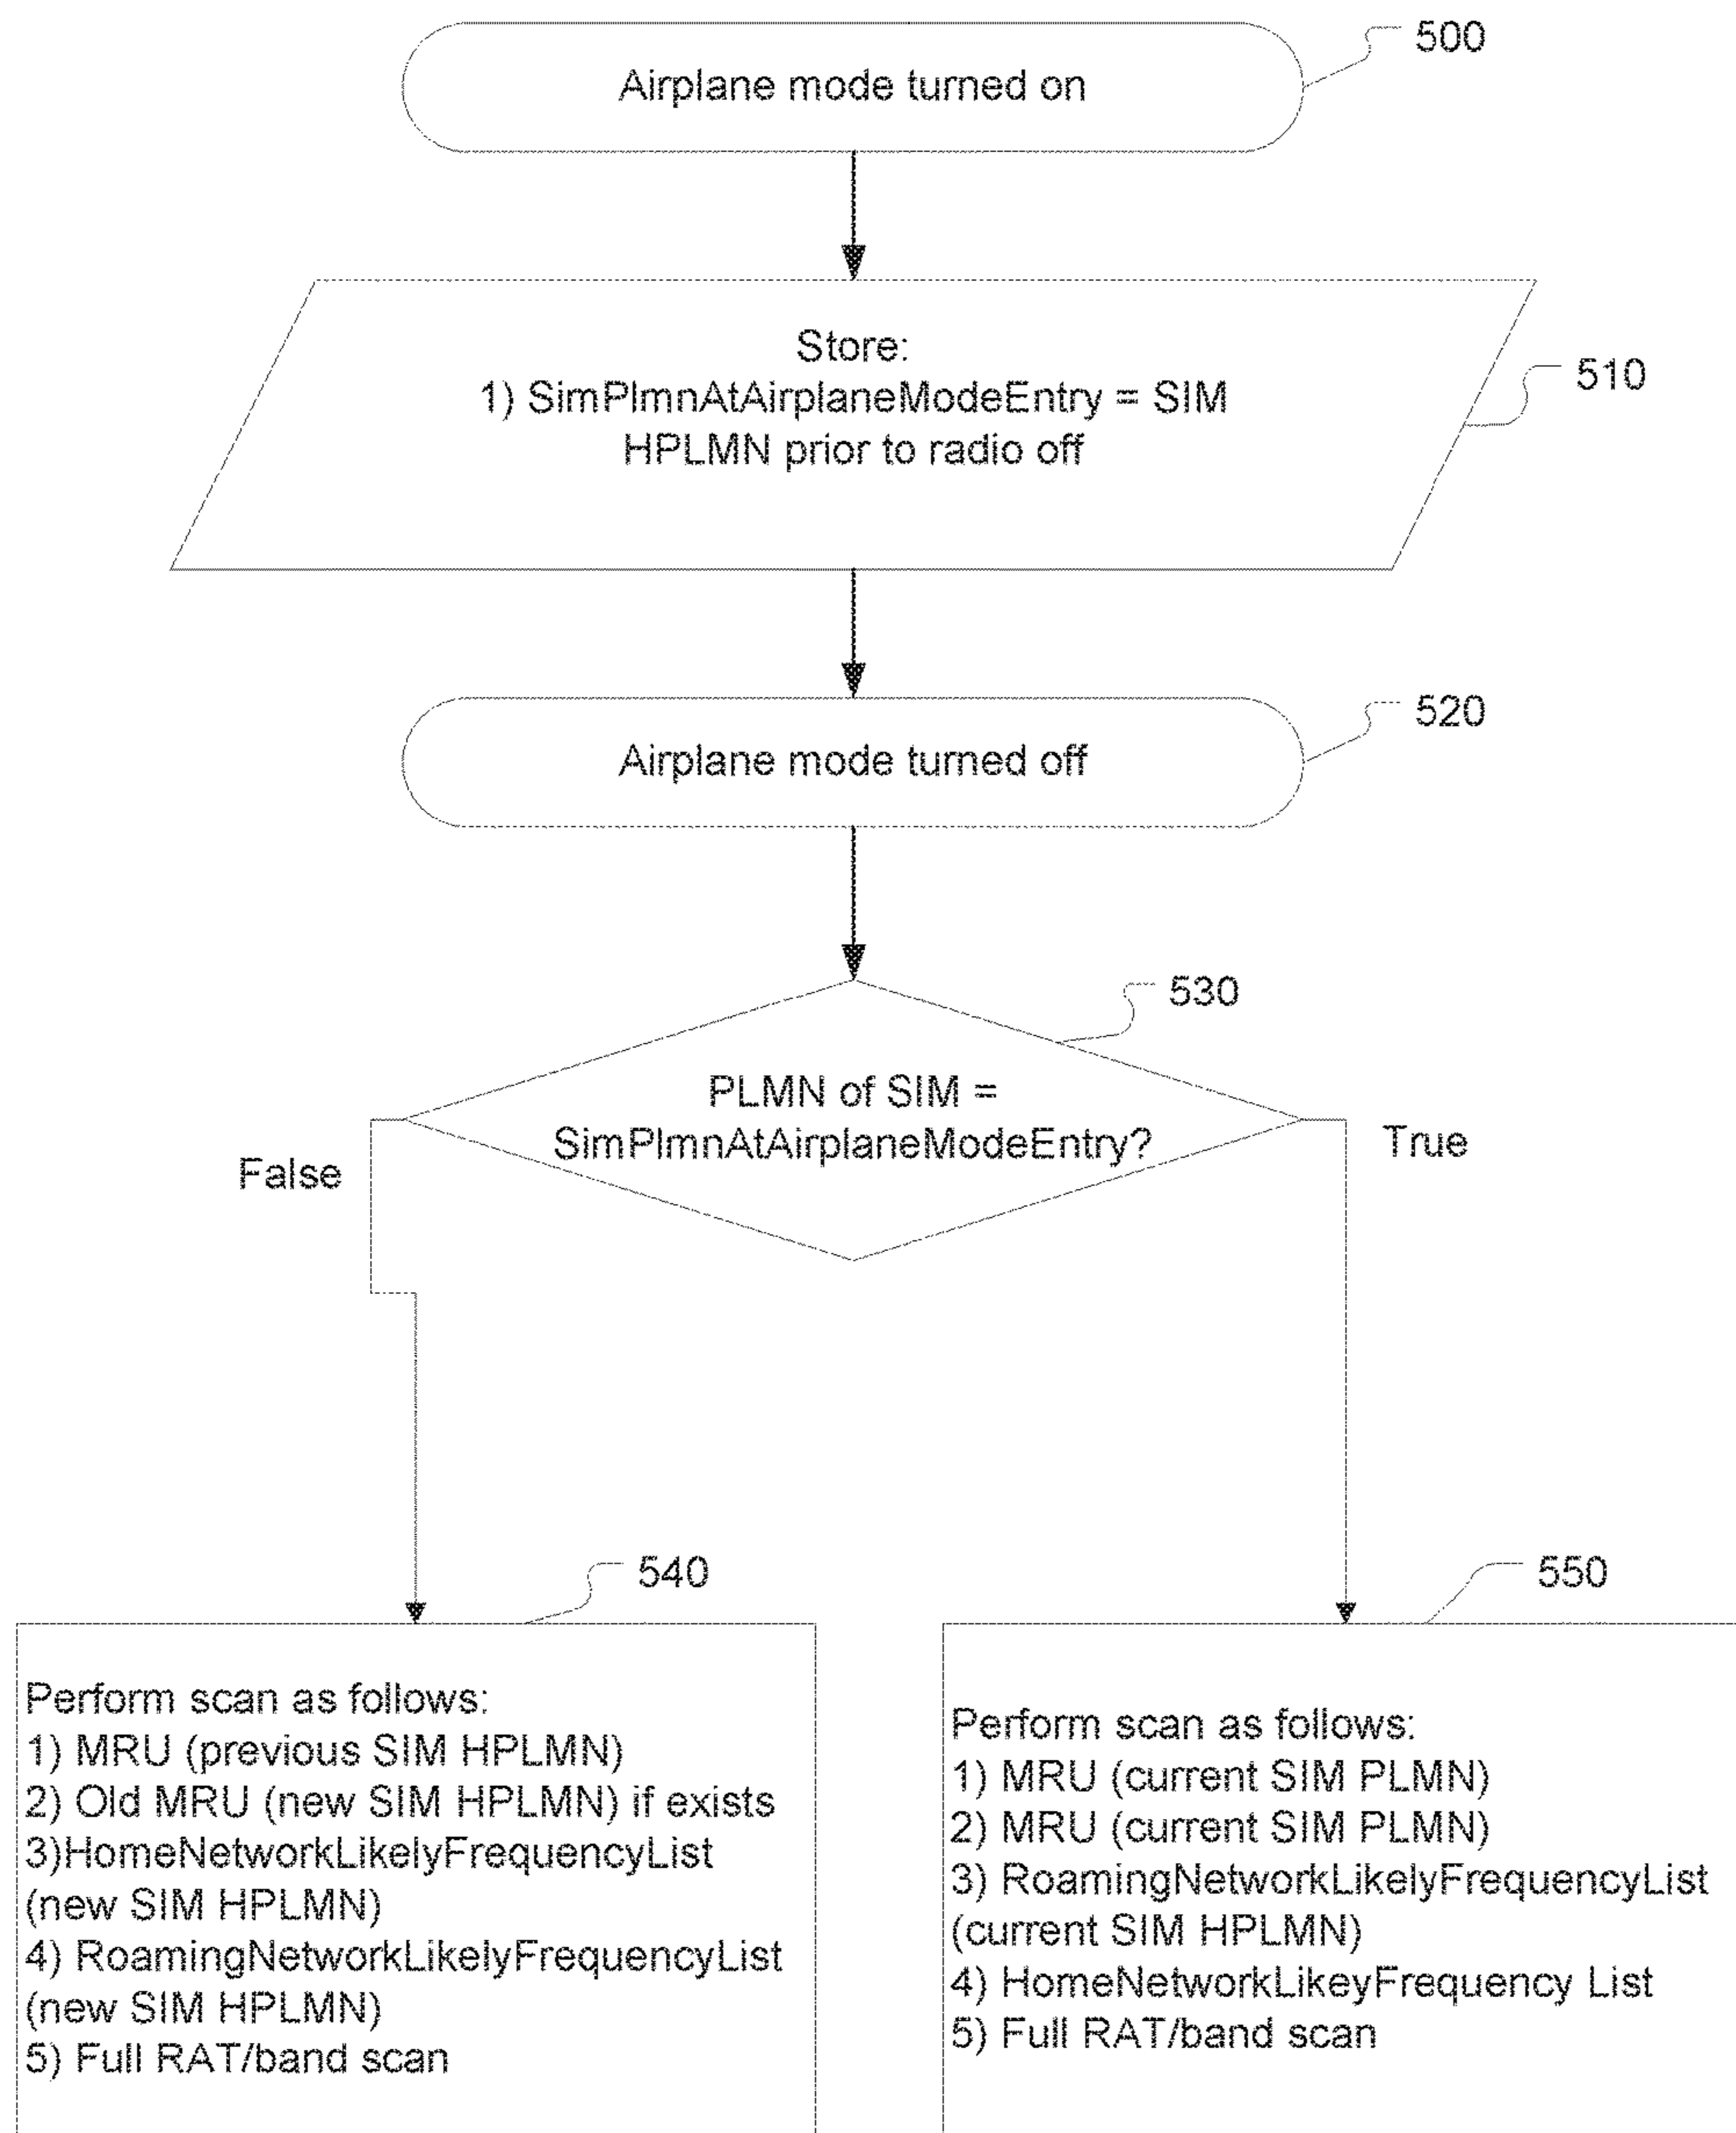 500
Airplane mode turned on
Store:
1) SimPlmnAtAirplaneModeEntry = SIM
HPLMN prior to radio off
510
Airplane mode turned off
520
530
PLMN of SIM =
SimPlmnAtAirplaneModeEntry?
False
True
540
Perform scan as follows:
1) MRU (previous SIM HPLMN)
2) Old MRU (new SIM HPLMN) if exists
3)HomeNetworkLikelyFrequencyList
(new SIM HPLMN)
4) RoamingNetworkLikelyFrequencyList
(new SIM HPLMN)
5) Full RAT/band scan
550
Perform scan as follows:
1) MRU (current SIM PLMN)
2) MRU (current SIM PLMN)
3) RoamingNetworkLikelyFrequencyList
(current SIM HPLMN)
4) HomeNetworkLikeyFrequency List
5) Full RAT/band scan